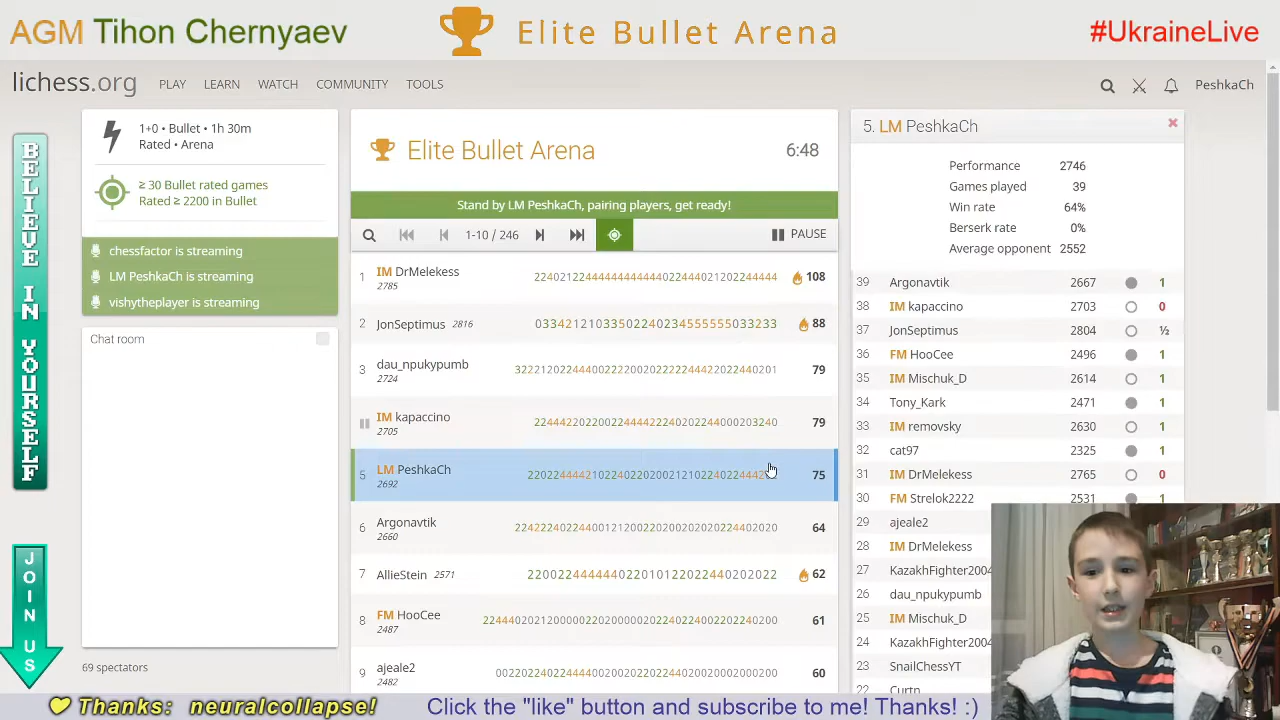 AGM Tihon Chernyaev
Elite Bullet Arena
#UkraineLive
lichess.org
PLAY
LEARN
WATCH
COMMUNITY
TOOLS
PeshkaCh
BELIEVE IN YOURSELF
JOIN US
1+0 • Bullet • 1h 30m
Rated • Arena
≥ 30 Bullet rated games
Rated ≥ 2200 in Bullet
chessfactor is streaming
LM PeshkaCh is streaming
vishytheplayer is streaming
Chat room
69 spectators
Elite Bullet Arena
6:48
Stand by LM PeshkaCh, pairing players, get ready!
1-10 / 246
PAUSE
1 IM DrMelekess 108
2785
2 JonSeptimus 2816 88
3 dau_npukypumb 79
2724
IM kapaccino 79
2705
5 LM PeshkaCh 75
2692
6 Argonavtik 64
2660
7 AllieStein 2571 62
8 FM HooCee 61
2487
9 ajeale2 60
2482
5. LM PeshkaCh
Performance 2746
Games played 39
Win rate 64%
Berserk rate 0%
Average opponent 2552
39 Argonavtik 2667 1
38 IM kapaccino 2703 0
37 JonSeptimus 2804 ½
36 FM HooCee 2496 1
35 IM Mischuk_D 2614 1
34 Tony_Kark 2471 1
33 IM removsky 2630 1
32 cat97 2325 1
31 IM DrMelekess 2765 0
30 FM Strelok2222 2531 1
29 ajeale2
28 IM DrMelekess
27 KazakhFighter2004
26 dau_npukypumb
25 IM Mischuk_D
24 KazakhFighter2004
23 SnailChessYT
22 Curtn
Thanks: neuralcollapse!
Click the "like" button and subscribe to me! Thanks! :)